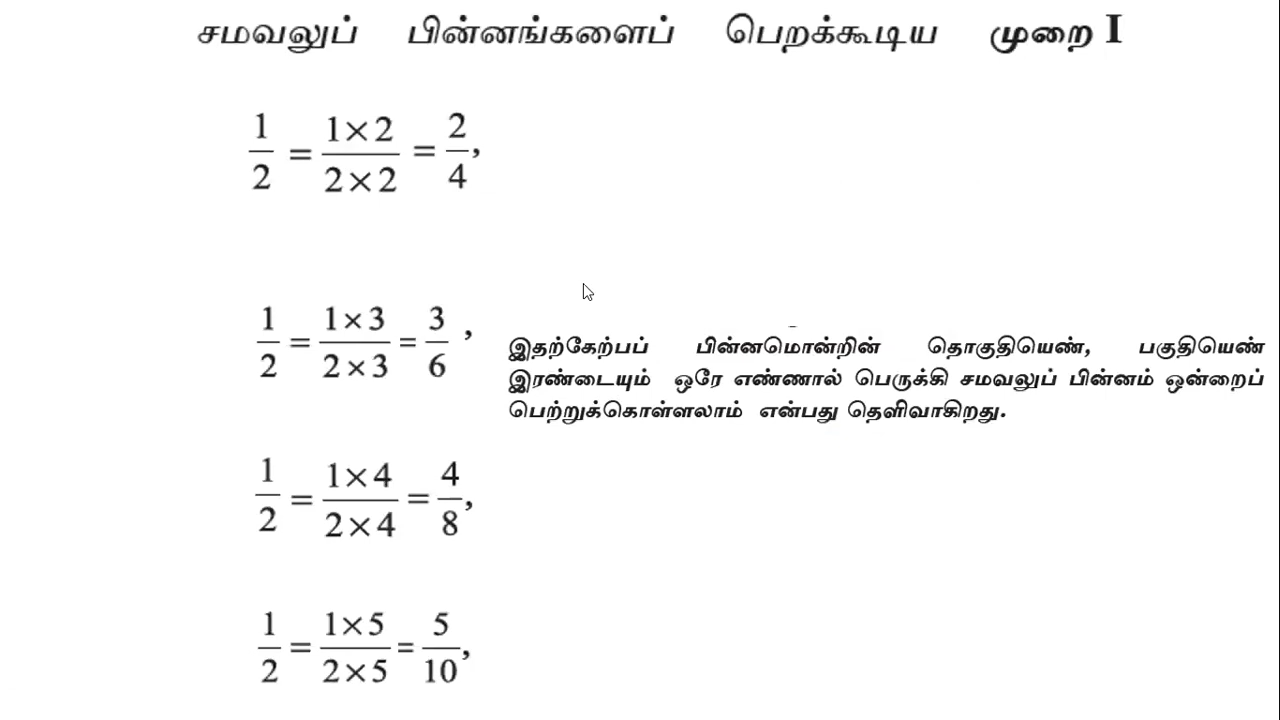 சமவலுப் பின்னங்களைப் பெறக்கூடிய முறை I
1/2 = 1×2/2×2 = 2/4,
1/2 = 1×3/2×3 = 3/6 ,
இதற்கேற்பப் பின்னமொன்றின் தொகுதியெண், பகுதியெண்
இரண்டையும் ஒரே எண்ணால் பெருக்கி சமவலுப் பின்னம் ஒன்றைப்
பெற்றுக்கொள்ளலாம் என்பது தெளிவாகிறது.
1/2 = 1×4/2×4 = 4/8,
1/2 = 1×5/2×5 = 5/10,